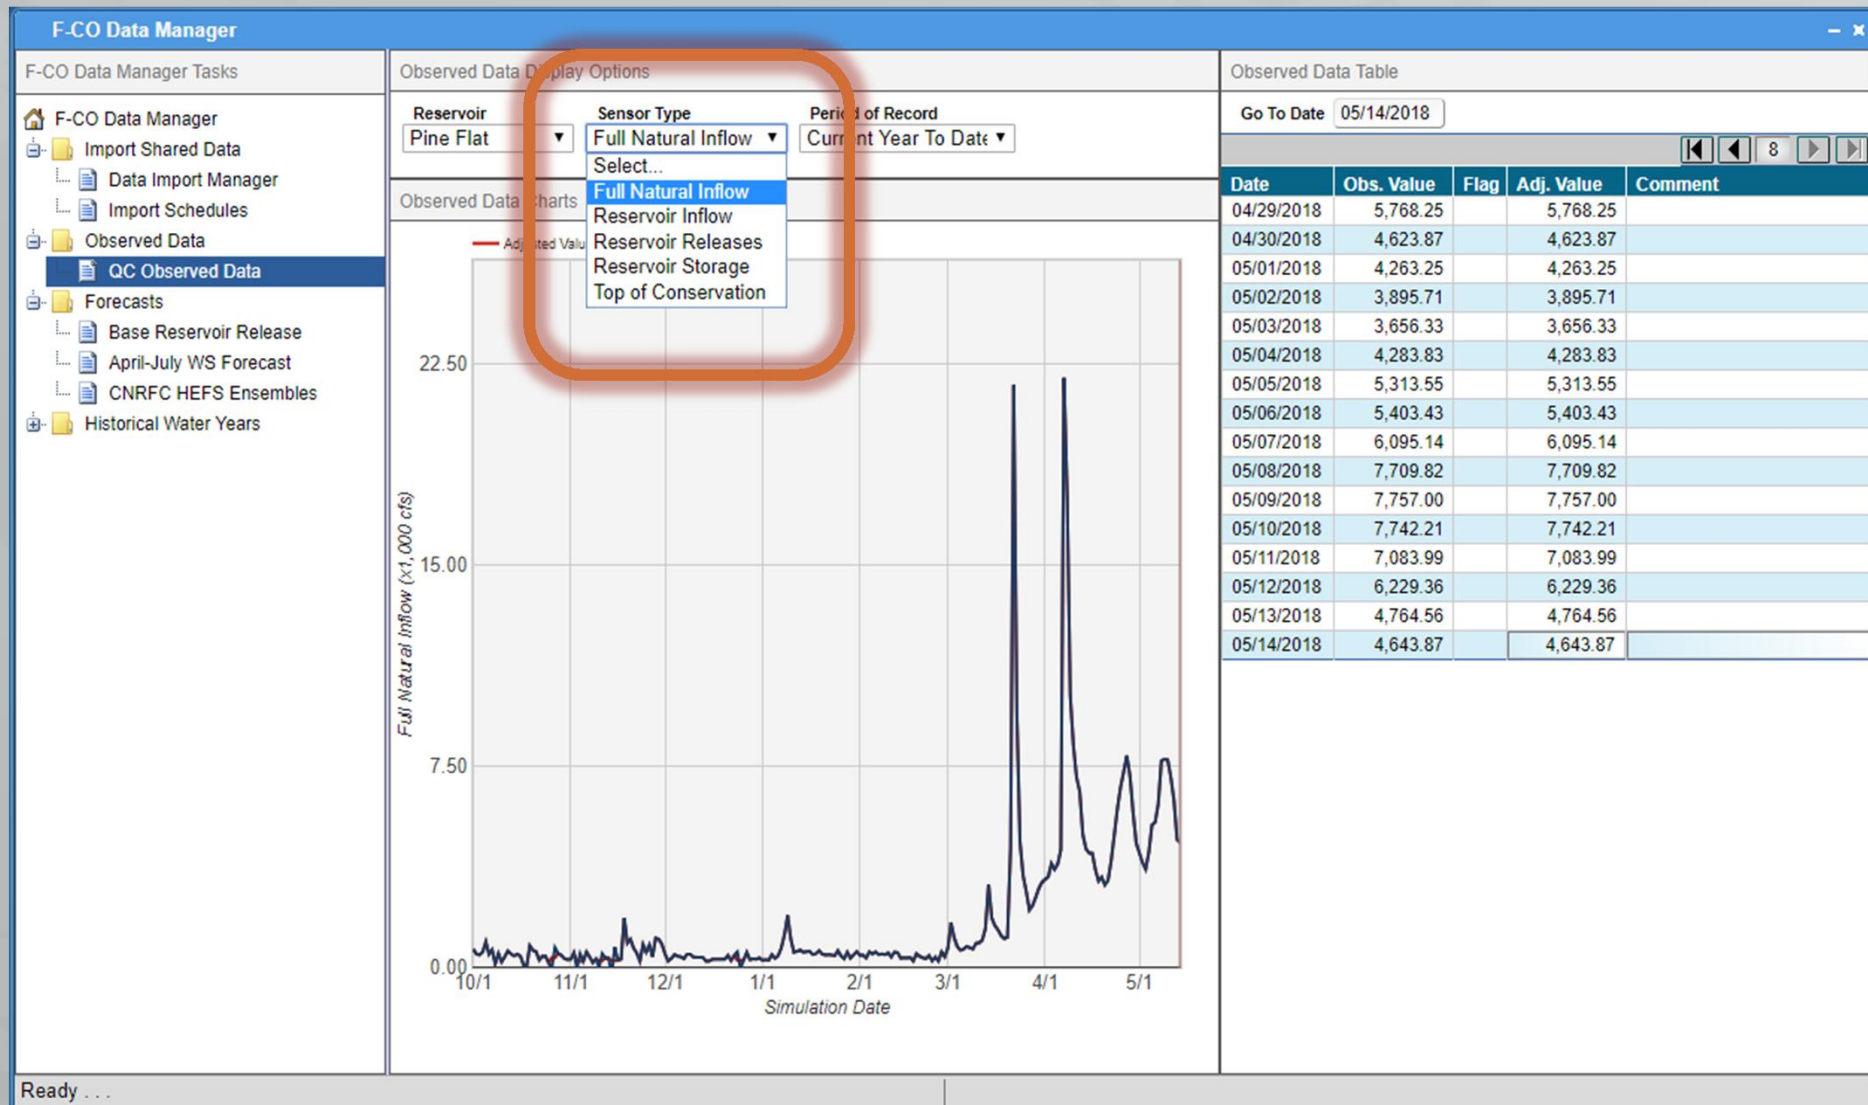 F-CO Data Manager
F-CO Data Manager Tasks
F-CO Data Manager
Import Shared Data
Data Import Manager
Import Schedules
Observed Data
QC Observed Data
Forecasts
Base Reservoir Release
April-July WS Forecast
CNRFC HEFS Ensembles
Historical Water Years
Observed Data Display Options
Reservoir Sensor Type Period of Record
Pine Flat Full Natural Inflow Current Year To Date
Select...
Full Natural Inflow
Reservoir Inflow
Reservoir Releases
Reservoir Storage
Top of Conservation
Observed Data Charts
Adjusted Valu
22.50
15.00
7.50
0.00
Full Natural Inflow (x1,000 cfs)
10/1 11/1 12/1 1/1 2/1 3/1 4/1 5/1
Simulation Date
Observed Data Table
Go To Date 05/14/2018
8
Date Obs. Value Flag Adj. Value Comment
04/29/2018 5,768.25 5,768.25
04/30/2018 4,623.87 4,623.87
05/01/2018 4,263.25 4,263.25
05/02/2018 3,895.71 3,895.71
05/03/2018 3,656.33 3,656.33
05/04/2018 4,283.83 4,283.83
05/05/2018 5,313.55 5,313.55
05/06/2018 5,403.43 5,403.43
05/07/2018 6,095.14 6,095.14
05/08/2018 7,709.82 7,709.82
05/09/2018 7,757.00 7,757.00
05/10/2018 7,742.21 7,742.21
05/11/2018 7,083.99 7,083.99
05/12/2018 6,229.36 6,229.36
05/13/2018 4,764.56 4,764.56
05/14/2018 4,643.87 4,643.87
Ready . . .